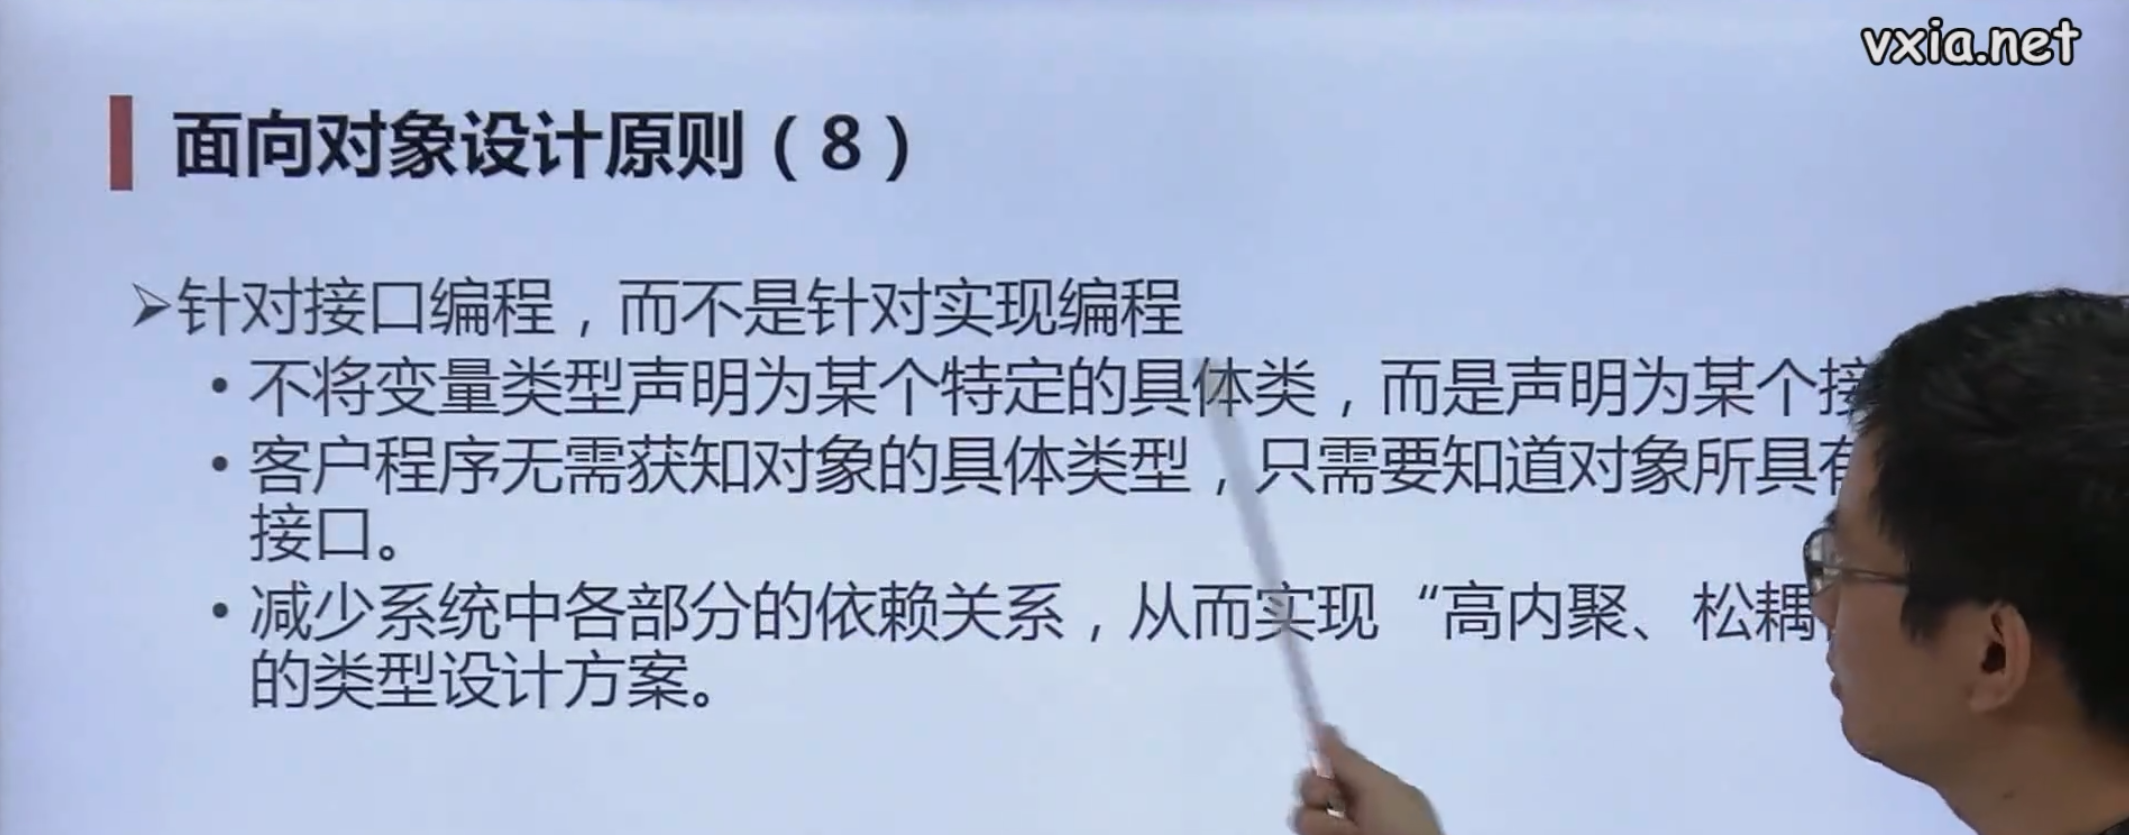 vxia.net
面向对象设计原则（8）
针对接口编程，而不是针对实现编程
• 不将变量类型声明为某个特定的具体类，而是声明为某个接
• 客户程序无需获知对象的具体类型，只需要知道对象所具有
接口。
• 减少系统中各部分的依赖关系，从而实现“高内聚、松耦
的类型设计方案。